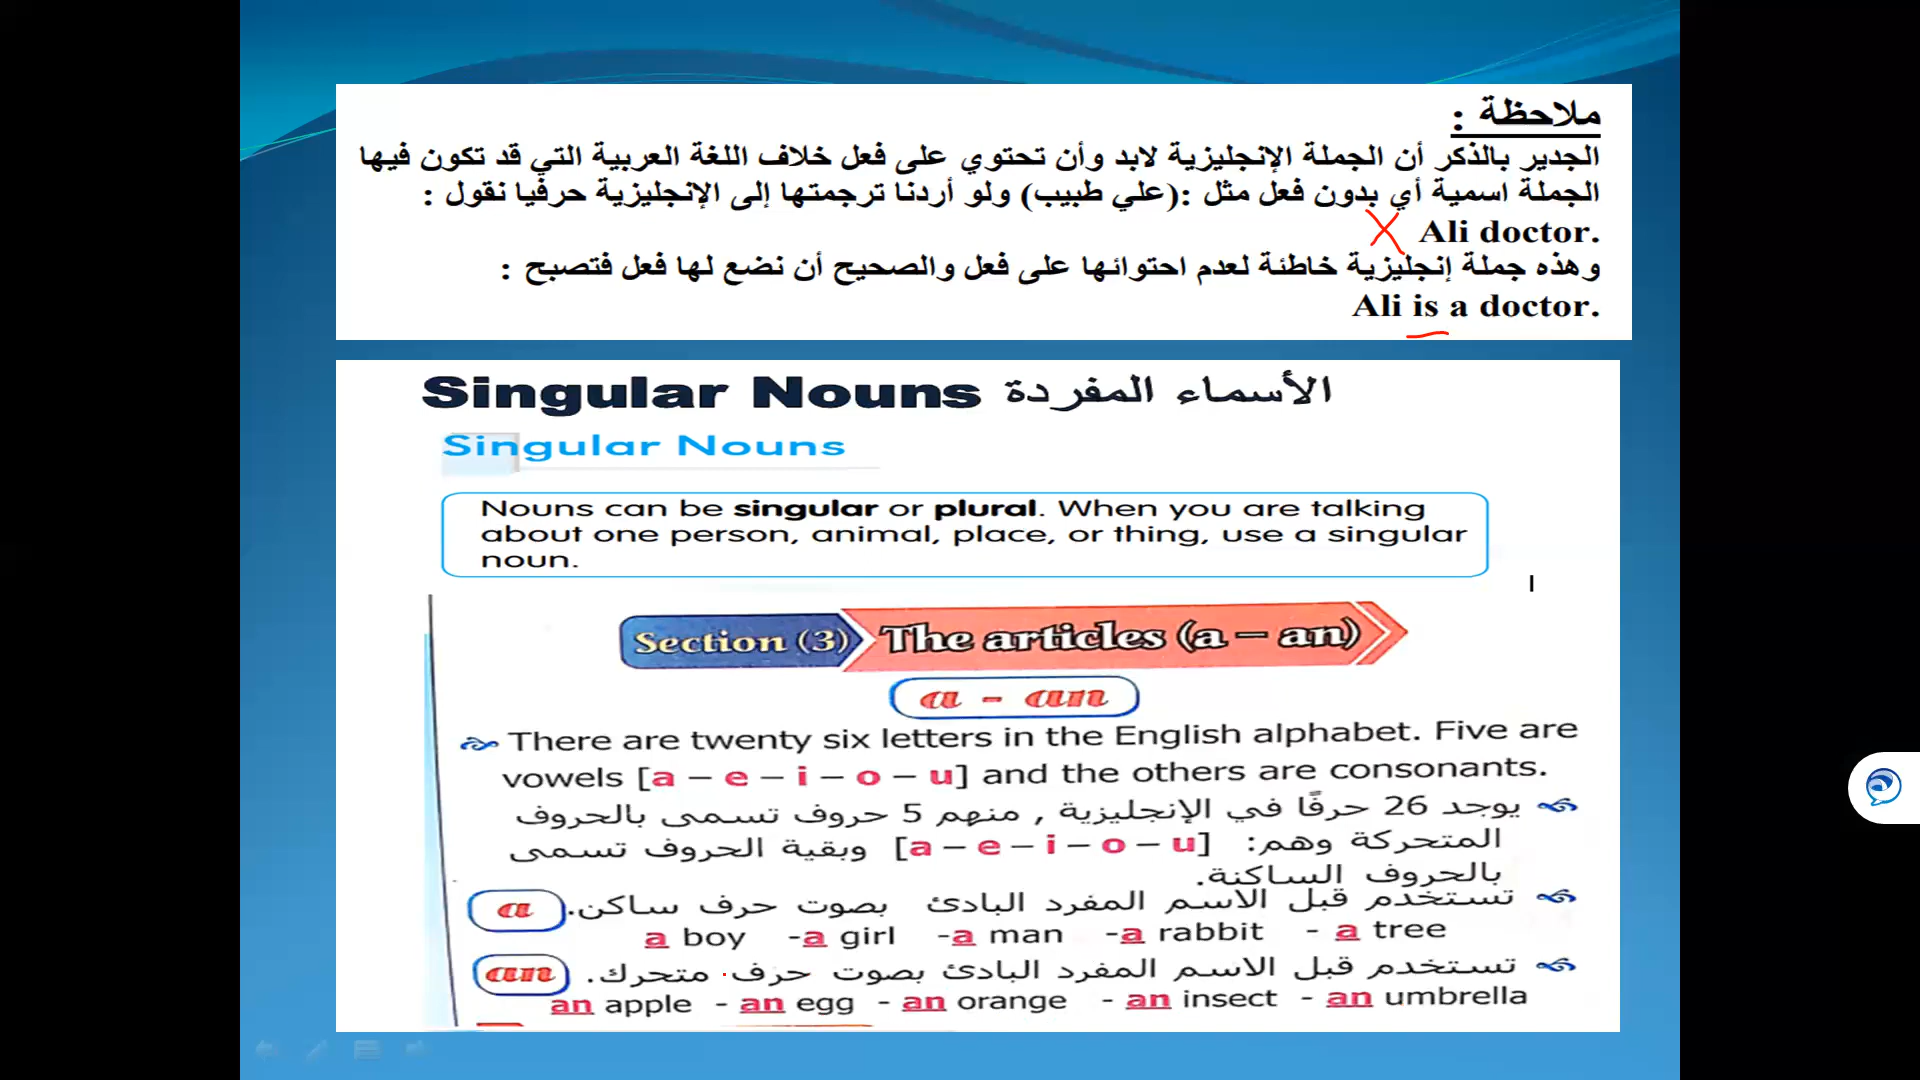 ملاحظة :
الجدير بالذكر أن الجملة الإنجليزية لابد وأن تحتوي على فعل خلاف اللغة العربية التي قد تكون فيها
الجملة اسمية أي بدون فعل مثل :(علي طبيب) ولو أردنا ترجمتها إلى الإنجليزية حرفيا نقول :
Ali doctor.
وهذه جملة إنجليزية خاطئة لعدم احتوائها على فعل والصحيح أن نضع لها فعل فتصبح :
Ali is a doctor.
Singular Nouns الأسماء المفردة
Singular Nouns
Nouns can be singular or plural. When you are talking
about one person, animal, place, or thing, use a singular
noun.
Section (3) The articles (a – an)
a - an
There are twenty six letters in the English alphabet. Five are
vowels [a – e – i – o – u] and the others are consonants.
يوجد 26 حرفًا في الإنجليزية , منهم 5 حروف تسمى بالحروف
المتحركة وهم: [a – e – i – o – u] وبقية الحروف تسمى
بالحروف الساكنة.
a تستخدم قبل الاسم المفرد البادئ بصوت حرف ساكن.
a boy -a girl -a man -a rabbit - a tree
an تستخدم قبل الاسم المفرد البادئ بصوت حرف متحرك.
an apple - an egg - an orange - an insect - an umbrella